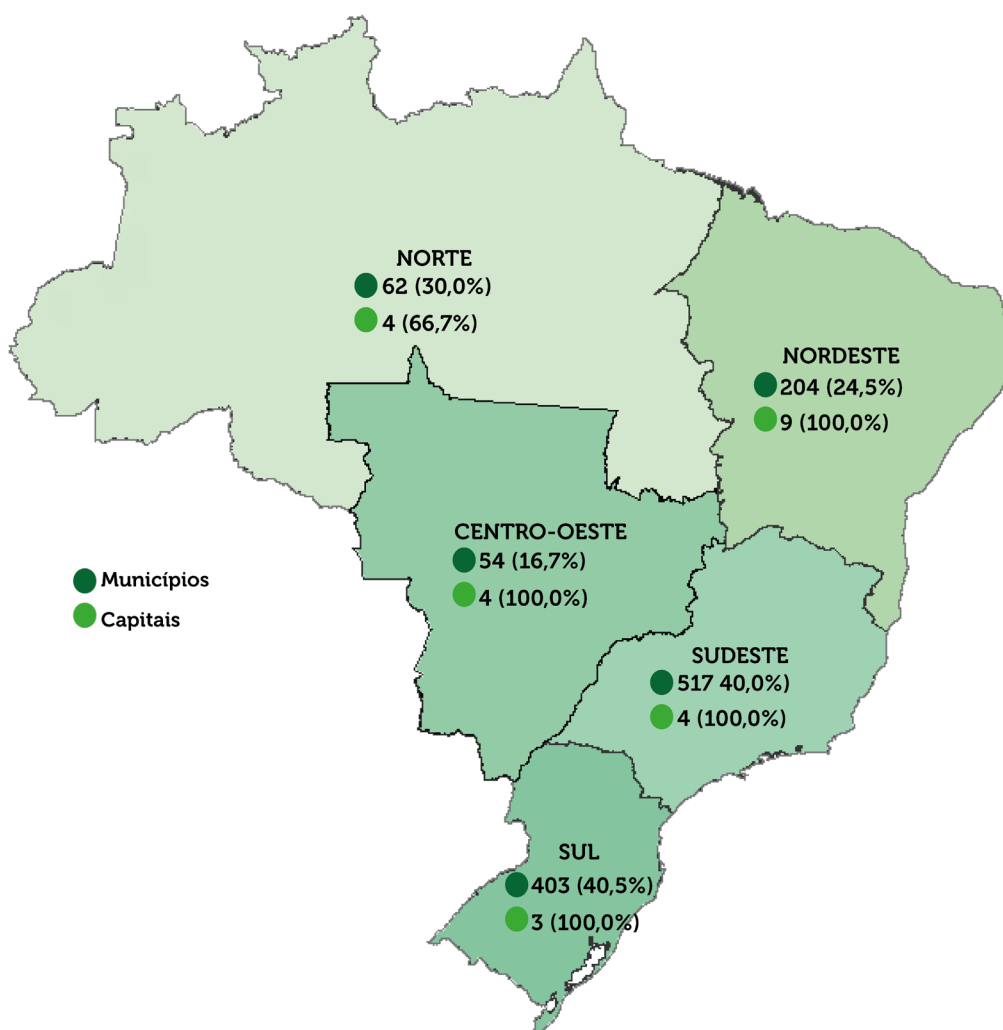 NORTE
62 (30,0%)
4 (66,7%)
NORDESTE
204 (24,5%)
9 (100,0%)
CENTRO-OESTE
54 (16,7%)
4 (100,0%)
Municípios
Capitais
SUDESTE
517 40,0%)
4 (100,0%)
SUL
403 (40,5%)
3 (100,0%)